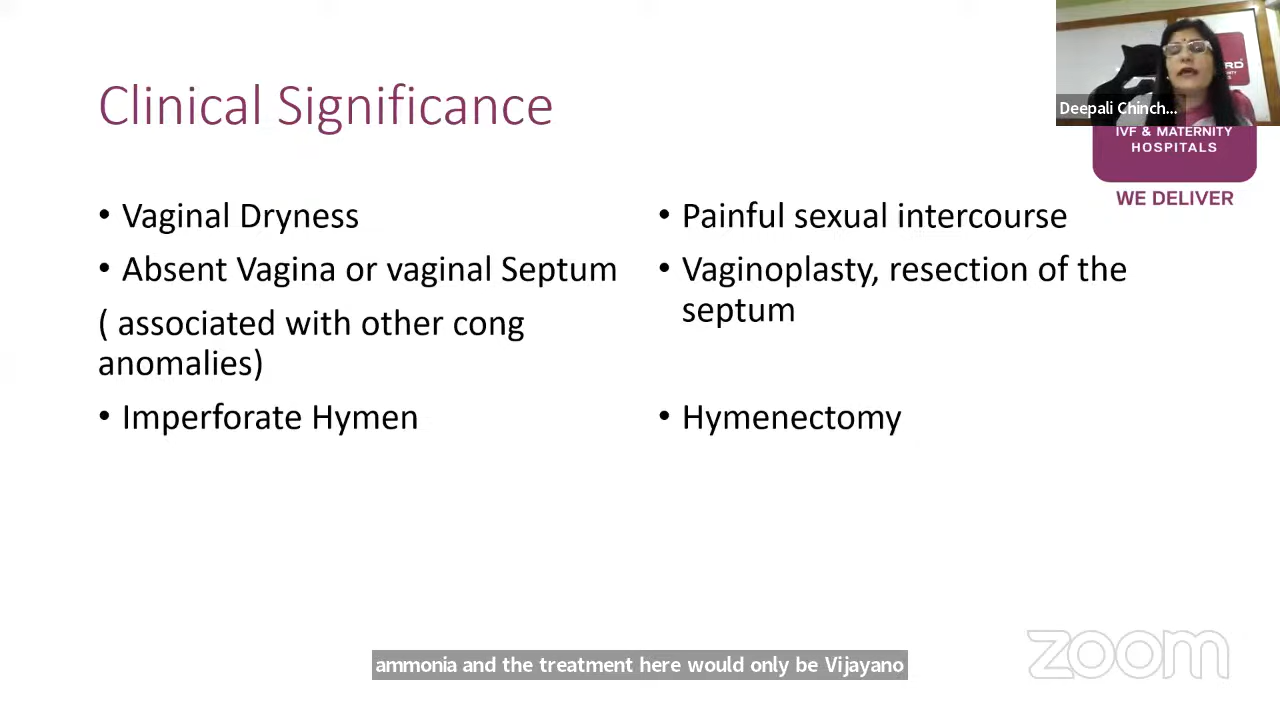 Clinical Significance
Deepali Chinch...
IVF & MATERNITY
HOSPITALS
WE DELIVER
• Vaginal Dryness
• Absent Vagina or vaginal Septum
( associated with other cong
anomalies)
• Imperforate Hymen
• Painful sexual intercourse
• Vaginoplasty, resection of the
septum
• Hymenectomy
ammonia and the treatment here would only be Vijayano
zoom